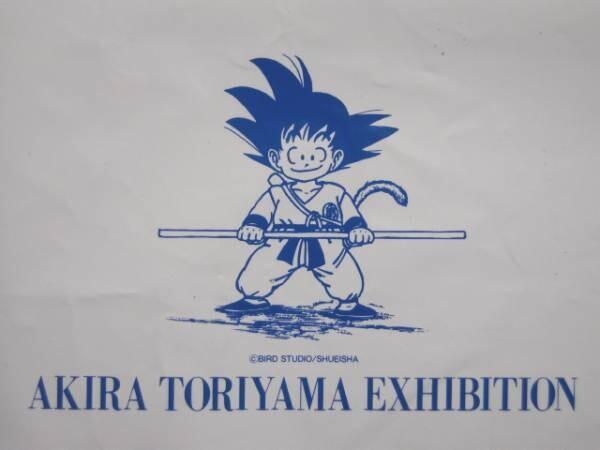 ©BIRD STUDIO/SHUEISHA
AKIRA TORIYAMA EXHIBITION